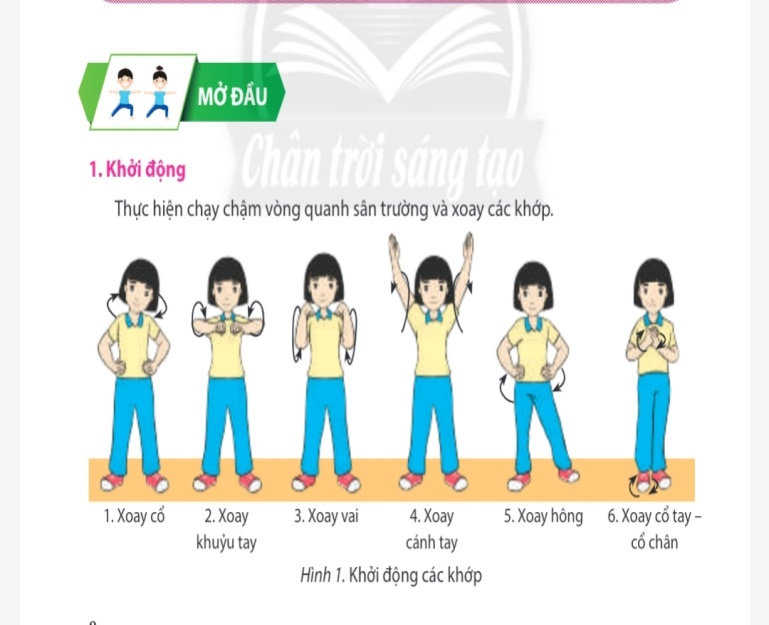 MỞ ĐẦU
Chân trời sáng tạo
1. Khởi động
Thực hiện chạy chậm vòng quanh sân trường và xoay các khớp.
1. Xoay cổ
2. Xoay
khuỷu tay
3. Xoay vai
4. Xoay
cánh tay
5. Xoay hông
6. Xoay cổ tay –
cổ chân
Hình 1. Khởi động các khớp